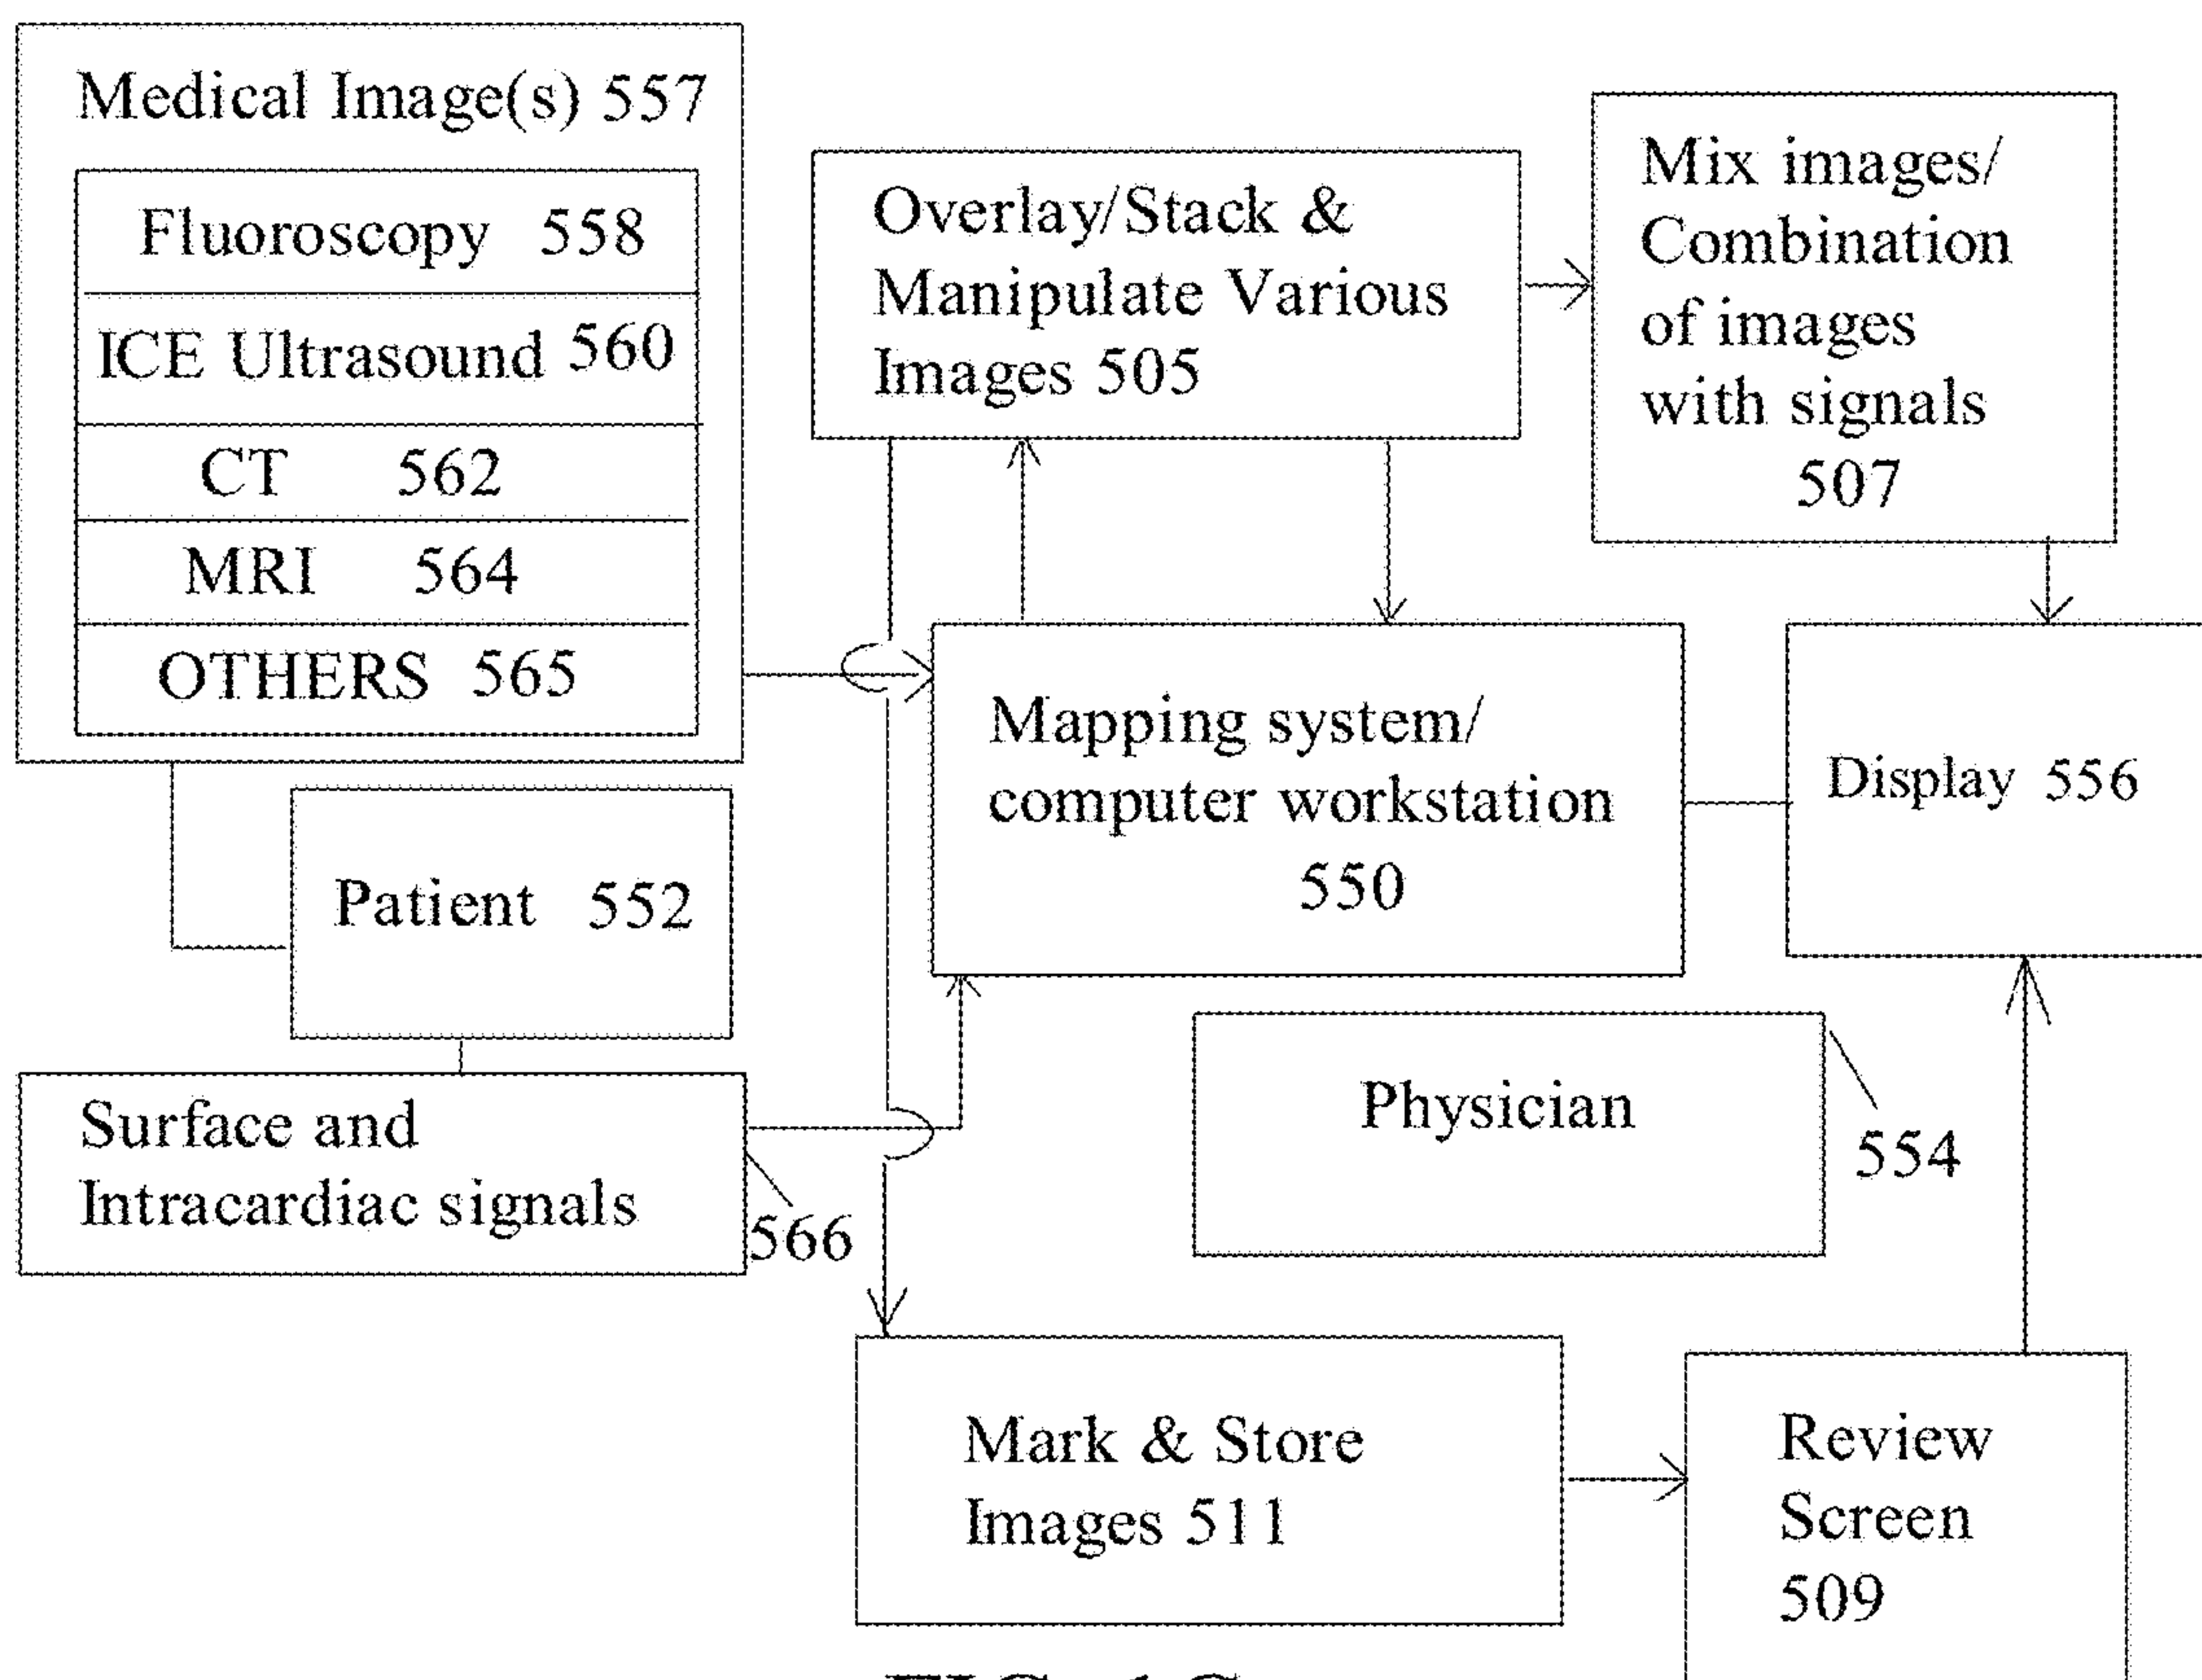 Medical Image(s) 557
Fluoroscopy 558
ICE Ultrasound 560
CT 562
MRI 564
OTHERS 565
Overlay/Stack &
Manipulate Various
Images 505
Mix images/
Combination
of images
with signals
507
Mapping system/
computer workstation
550
Display 556
Patient 552
Surface and
Intracardiac signals
566
Physician
554
Mark & Store
Images 511
Review
Screen
509